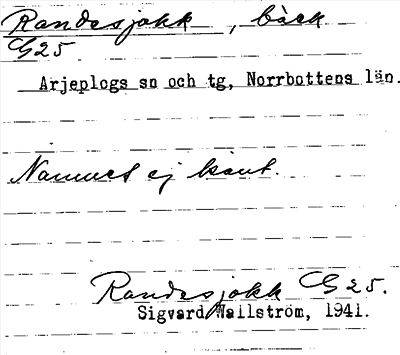 Randesjokk, bäck
G25
Arjeplogs sn och tg, Norrbottens län.
Namnet ej känt.
Randesjokk G25.
Sigvard Wallström, 1941.